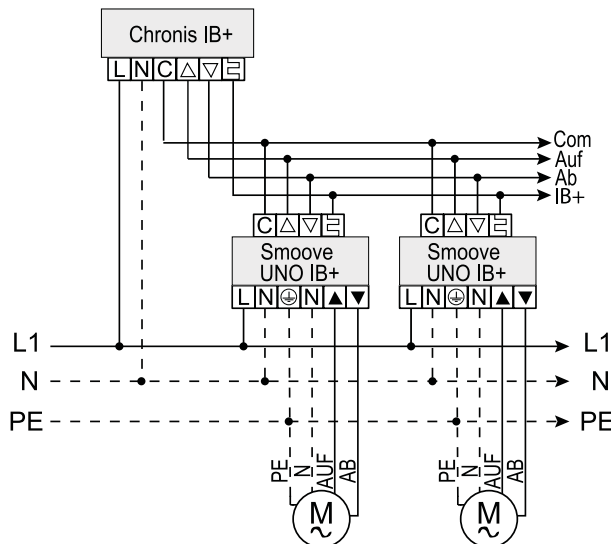 Chronis IB+
L N C △ ▽
Com
Auf
Ab
IB+
C △ ▽ C △ ▽
Smoove UNO IB+ Smoove UNO IB+
L N N ▲ ▼ L N N ▲ ▼
L1 L1
N N
PE PE
PE N AUF AB PE N AUF AB
M ~ M ~